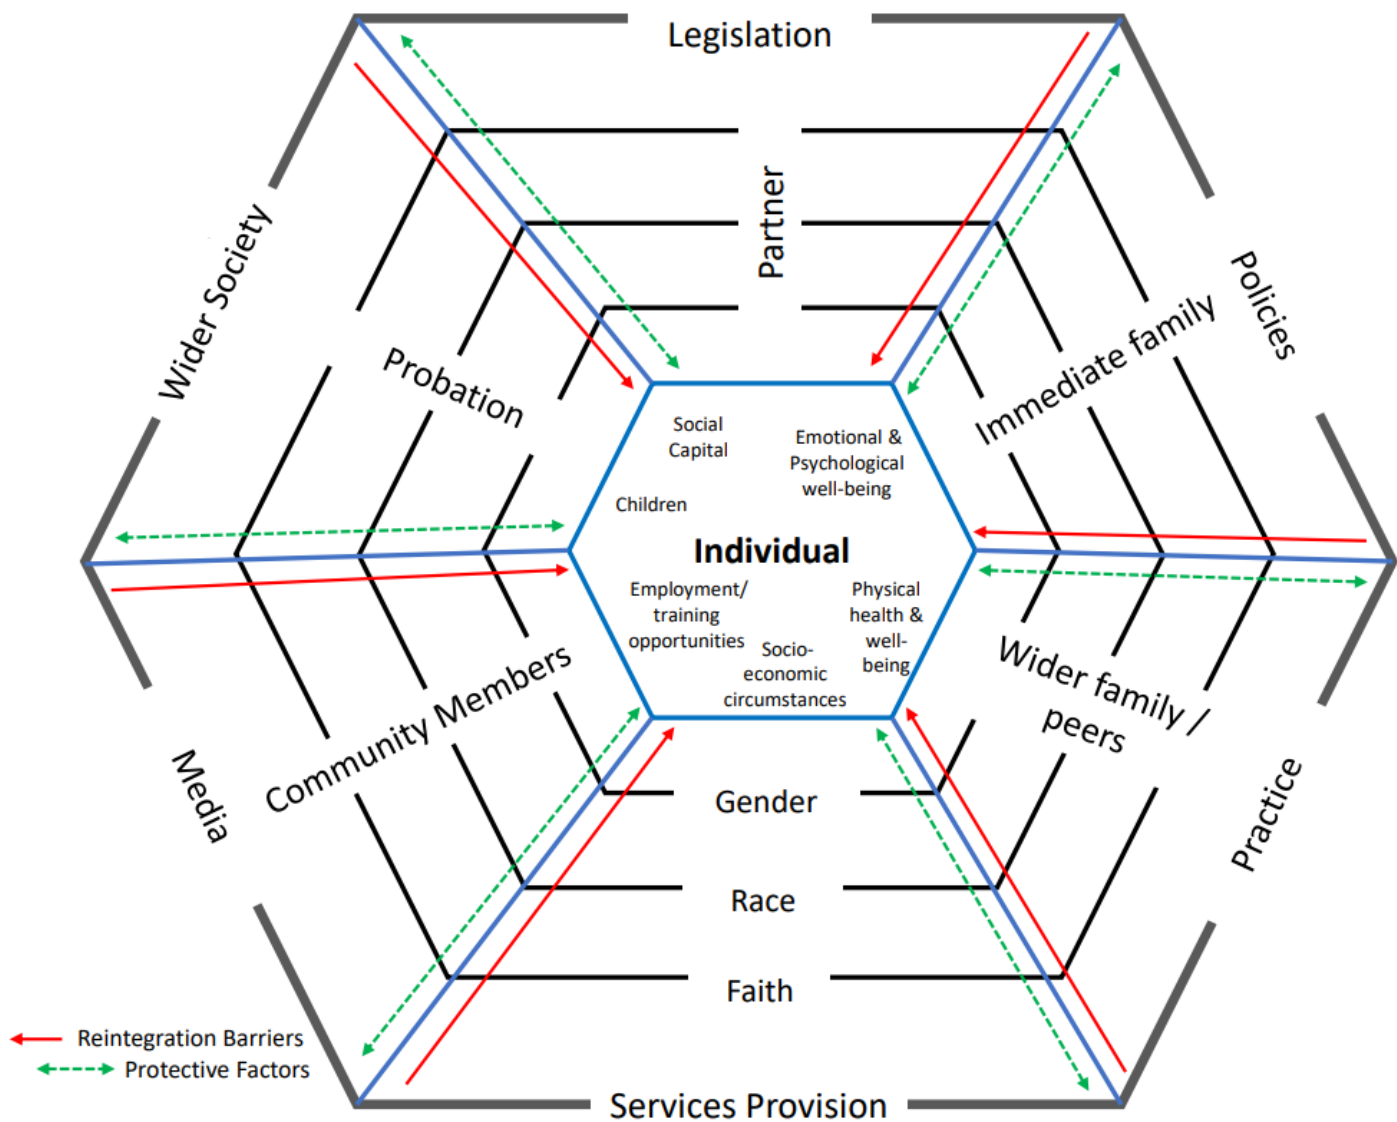 Legislation
Partner
Wider Society
Policies
Immediate family
Probation
Social
Capital
Emotional &
Psychological
well-being
Children
Individual
Employment/
training
opportunities
Physical
health &
well-
being
Socio-
economic
circumstances
Wider family /
peers
Community Members
Media
Gender
Practice
Race
Faith
Reintegration Barriers
Protective Factors
Services Provision